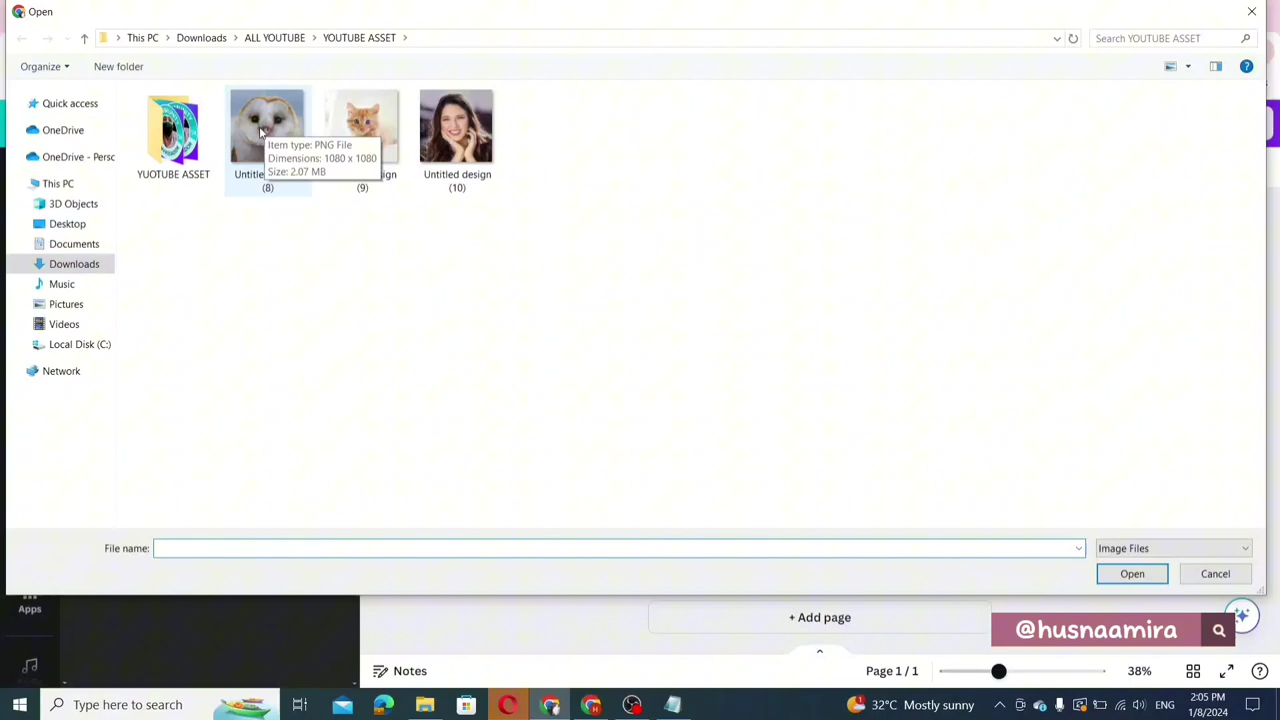 Open
This PC > Downloads > ALL YOUTUBE > YOUTUBE ASSET >
Search YOUTUBE ASSET
Organize
New folder
?
Quick access
OneDrive
OneDrive - Persc
This PC
3D Objects
Desktop
Documents
Downloads
Music
Pictures
Videos
Local Disk (C:)
Network
YUOTUBE ASSET
Item type: PNG File
Dimensions: 1080 x 1080
Size: 2.07 MB
(8)
(9)
Untitled design
(10)
File name:
Image Files
Open
Cancel
Apps
+ Add page
@husnaamira
Notes
Page 1 / 1
38%
?
Type here to search
32°C Mostly sunny
ENG
2:05 PM
1/8/2024